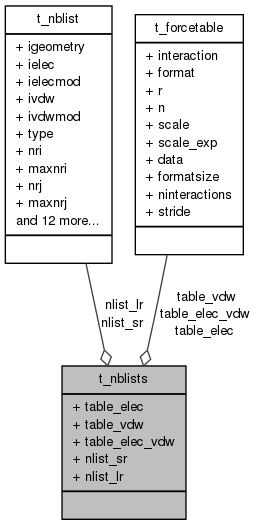 t_nblist
+ igeometry
+ ielec
+ ielecmod
+ ivdw
+ ivdwmod
+ type
+ nri
+ maxnri
+ nrj
+ maxnrj
and 12 more...
t_forcetable
+ interaction
+ format
+ r
+ n
+ scale
+ scale_exp
+ data
+ formatsize
+ ninteractions
+ stride
nlist_lr
nlist_sr
table_vdw
table_elec_vdw
table_elec
t_nblists
+ table_elec
+ table_vdw
+ table_elec_vdw
+ nlist_sr
+ nlist_lr